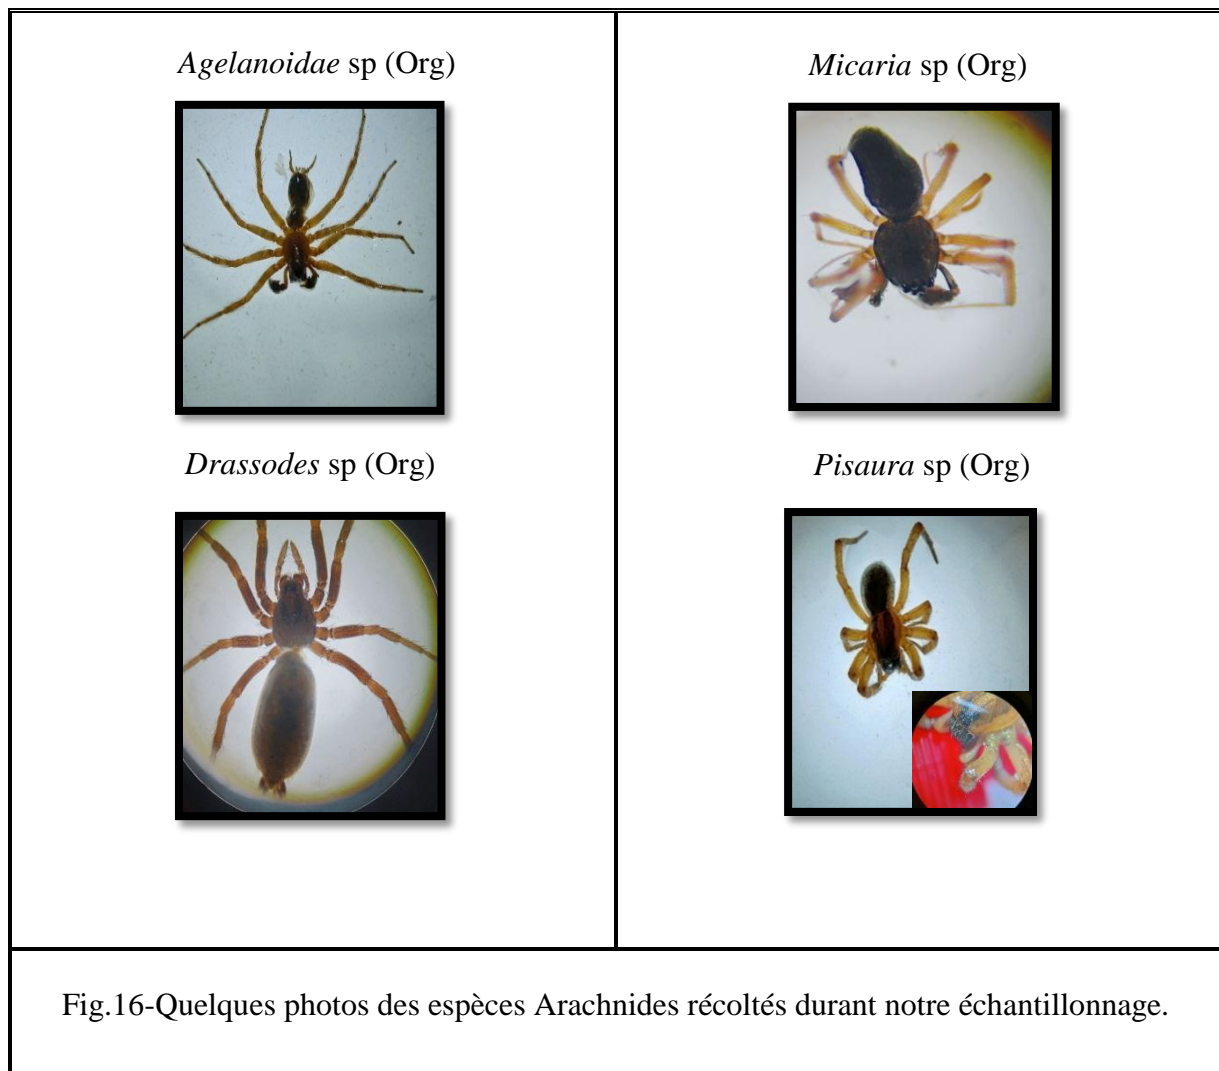 Agelanoidae sp (Org)
Micaria sp (Org)
Drassodes sp (Org)
Pisaura sp (Org)
Fig.16-Quelques photos des espèces Arachnides récoltés durant notre échantillonnage.